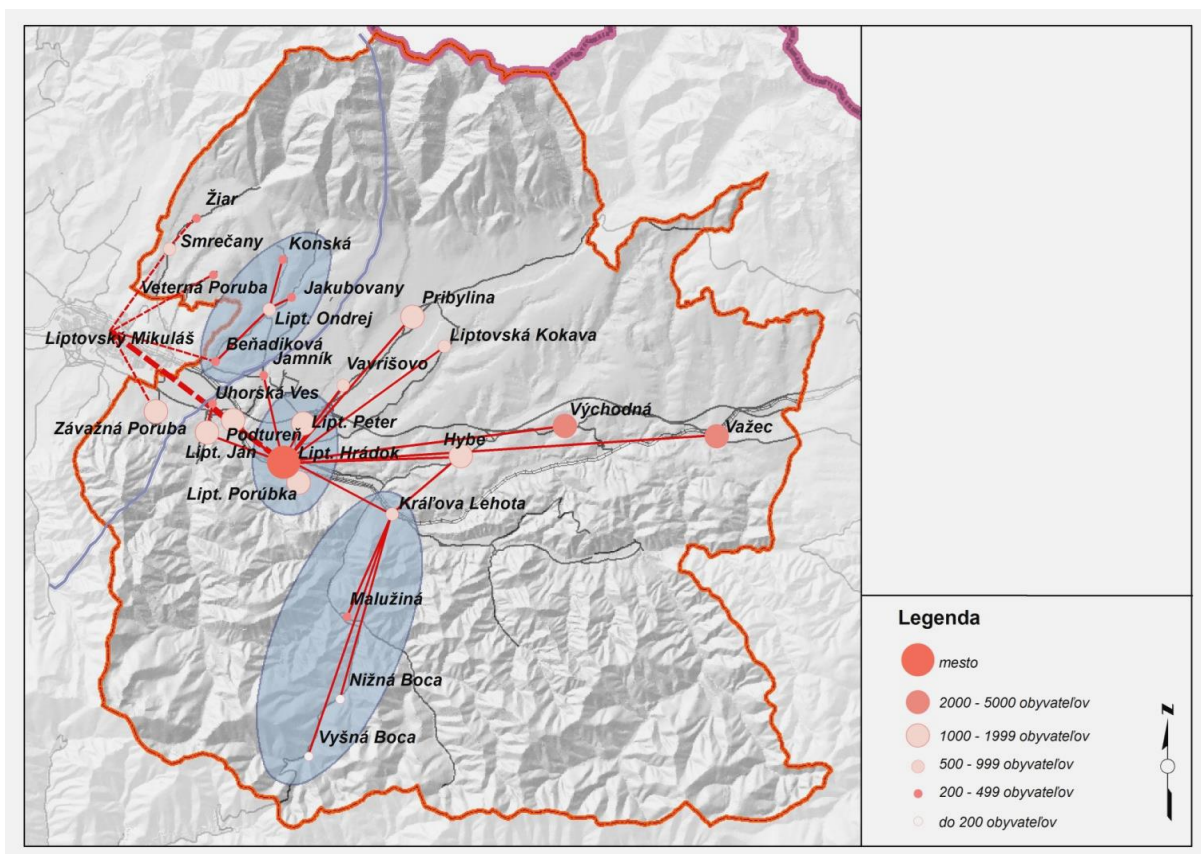 Žiar
Smrečany
Konská
Veterná Poruba
Jakubovany
Pribylina
Lipt. Ondrej
Liptovský Mikuláš
Liptovská Kokava
Beňadiková
Jamník
Vavrišovo
Uhorská Ves
Východná
Závažná Poruba
Podtureň
Lipt. Peter
Važec
Lipt. Ján
Lipt. Hrádok
Hybe
Lipt. Porúbka
Kráľova Lehota
Malužiná
Nižná Boca
Vyšná Boca
Legenda
mesto
2000 - 5000 obyvateľov
1000 - 1999 obyvateľov
500 - 999 obyvateľov
200 - 499 obyvateľov
do 200 obyvateľov
z